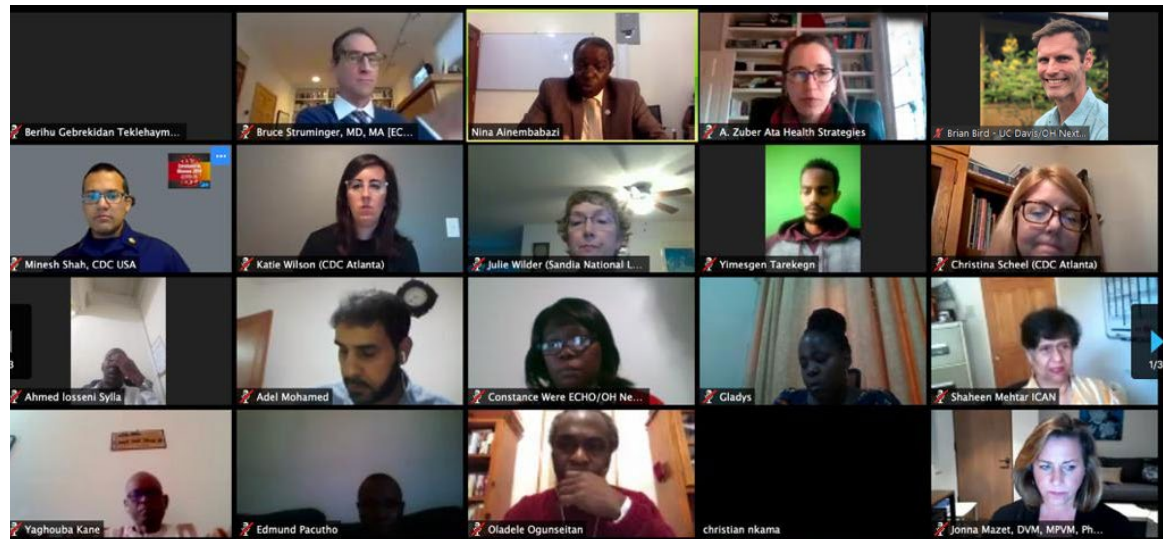 Berihu Gebrekidan Teklehaym...
Bruce Struminger, MD, MA [EC...
Nina Ainembabazi
A. Zuber Ata Health Strategies
Brian Bird - UC Davis/OH Next...
Minesh Shah, CDC USA
Katie Wilson (CDC Atlanta)
Julie Wilder (Sandia National L...
Yimesgen Tarekegn
Christina Scheel (CDC Atlanta)
Ahmed Iosseni Sylla
Adel Mohamed
Constance Were ECHO/OH Ne...
Gladys
Shaheen Mehtar ICAN
1/3
Yaghouba Kane
Edmund Pacutho
Oladele Ogunseitan
christian nkama
Jonna Mazet, DVM, MPVM, Ph...